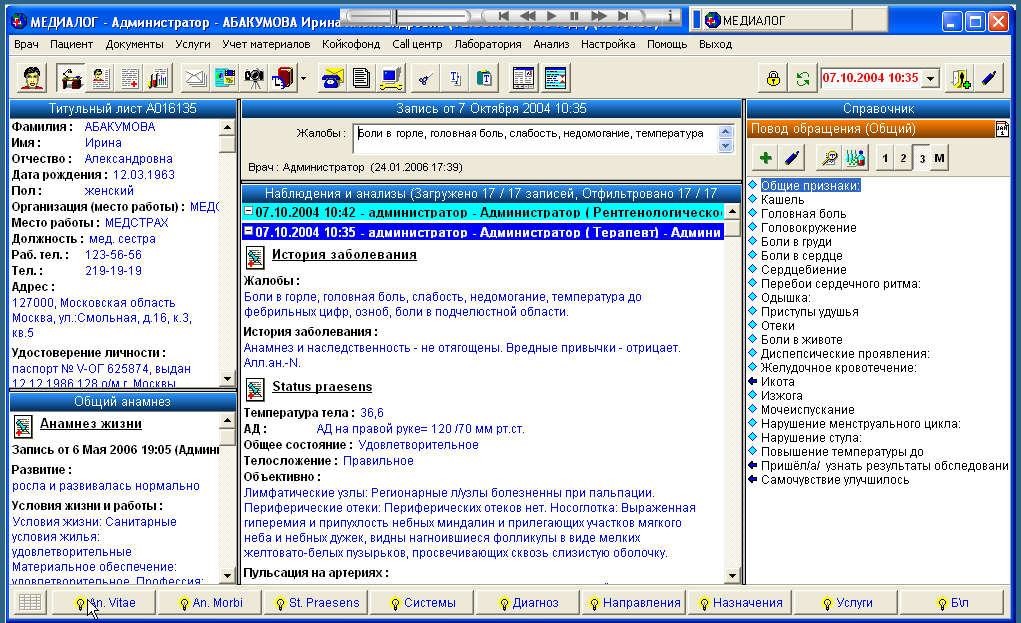 МЕДИАЛОГ - Администратор - АБАКУМОВА Ирина
МЕДИАЛОГ
Врач Пациент Документы Услуги Учет материалов Койкофонд Call центр Лаборатория Анализ Настройка Помощь Выход
07.10.2004 10:35
Титульный лист A016135
Фамилия : АБАКУМОВА
Имя : Ирина
Отчество : Александровна
Дата рождения : 12.03.1963
Пол : женский
Организация (место работы) : МЕДС
Место работы : МЕДСТРАХ
Должность : мед. сестра
Раб. тел. : 123-56-56
Тел. : 219-19-19
Адрес :
127000, Московская область
Москва, ул.:Смольная, д.16, к.3,
кв.5
Удостоверение личности :
паспорт № V-ОГ 625874, выдан
12.12.1986 128 о/м г. Москвы
Общий анамнез
Анамнез жизни
Запись от 6 Мая 2006 19:05 (Админи
Развитие :
росла и развивалась нормально
Условия жизни и работы :
Условия жизни: Санитарные
условия жилья:
удовлетворительные
Материальное обеспечение:
удовлетворительное. Профессия:
Запись от 7 Октября 2004 10:35
Жалобы : Боли в горле, головная боль, слабость, недомогание, температура
Врач : Администратор (24.01.2006 17:39)
Наблюдения и анализы (Загружено 17 / 17 записей, Отфильтровано 17 / 17
07.10.2004 10:42 - администратор - Администратор ( Рентгенологическо
07.10.2004 10:35 - администратор - Администратор ( Терапевт) - Админи
История заболевания
Жалобы :
Боли в горле, головная боль, слабость, недомогание, температура до
фебрильных цифр, озноб, боли в подчелюстной области.
История заболевания :
Анамнез и наследственность - не отягощены. Вредные привычки - отрицает.
Алл.ан.-N.
Status praesens
Температура тела : 36,6
АД : АД на правой руке= 120 /70 мм рт.ст.
Общее состояние : Удовлетворительное
Телосложение : Правильное
Объективно :
Лимфатические узлы: Регионарные л/узлы болезненны при пальпации.
Периферические отеки: Периферических отеков нет. Носоглотка: Выраженная
гиперемия и припухлость небных миндалин и прилегающих участков мягкого
неба и небных дужек, видны нагноившиеся фолликулы в виде мелких
желтовато-белых пузырьков, просвечивающих сквозь слизистую оболочку.
Пульсация на артериях :
Справочник
Повод обращения (Общий)
1 2 3 М
Общие признаки:
Кашель
Головная боль
Головокружение
Боли в груди
Боли в сердце
Сердцебиение
Перебои сердечного ритма:
Одышка:
Приступы удушья
Отеки
Боли в животе
Диспепсические проявления:
Желудочное кровотечение:
Икота
Изжога
Мочеиспускание
Нарушение менструального цикла:
Нарушение стула:
Повышение температуры до
Пришёл/а/ узнать результаты обследовани
Самочувствие улучшилось
An. Vitae An. Morbi St. Praesens Системы Диагноз Направления Назначения Услуги Б\л